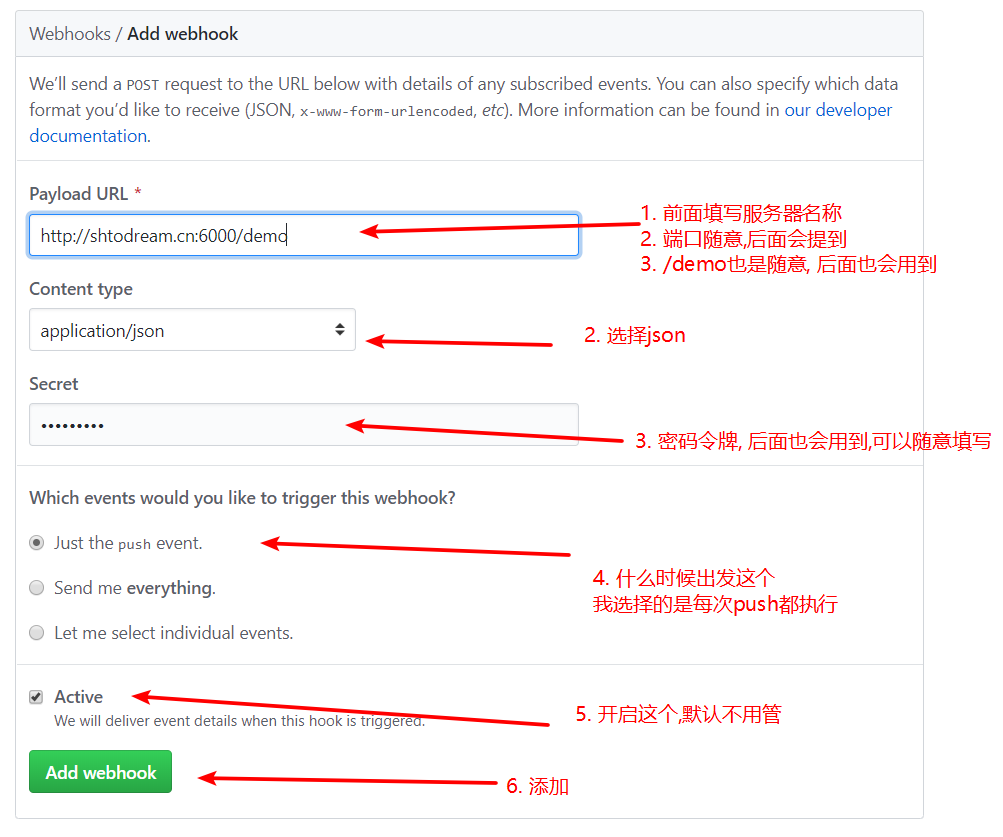 Webhooks / Add webhook
We'll send a POST request to the URL below with details of any subscribed events. You can also specify which data
format you'd like to receive (JSON, x-www-form-urlencoded, etc). More information can be found in our developer
documentation.
Payload URL *
http://shtodream.cn:6000/demo
1. 前面填写服务器名称
2. 端口随意,后面会提到
3. /demo也是随意, 后面也会用到
Content type
application/json
2. 选择json
Secret
•••••••••
3. 密码令牌, 后面也会用到,可以随意填写
Which events would you like to trigger this webhook?
Just the push event.
Send me everything.
4. 什么时候出发这个
我选择的是每次push都执行
Let me select individual events.
Active
We will deliver event details when this hook is triggered.
5. 开启这个,默认不用管
Add webhook
6. 添加